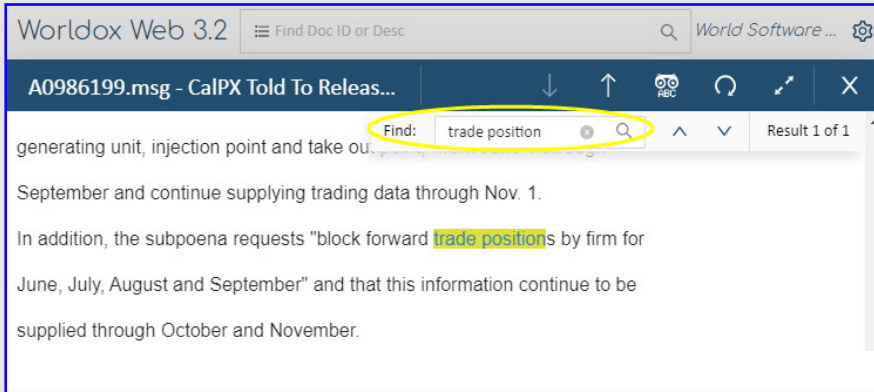 Worldox Web 3.2
Find Doc ID or Desc
World Software ...
A0986199.msg - CalPX Told To Releas...
ABC
Find: trade position
Result 1 of 1
generating unit, injection point and take out
September and continue supplying trading data through Nov. 1.
In addition, the subpoena requests "block forward trade positions by firm for
June, July, August and September" and that this information continue to be
supplied through October and November.